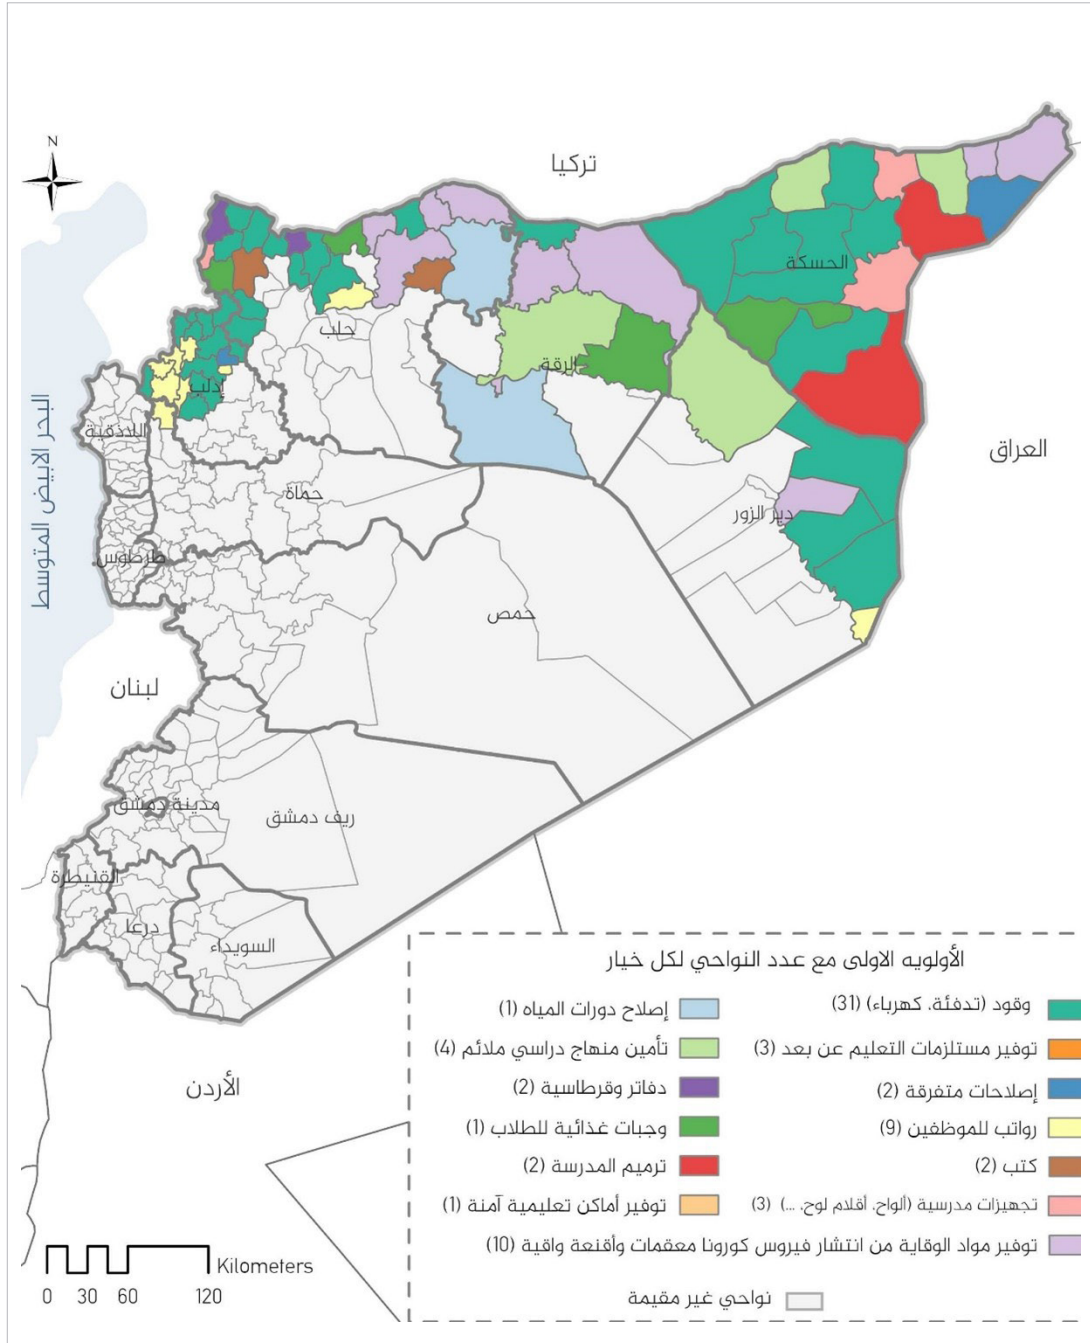 N
تركيا
الحسكة
حلب
الرقة
إدلب
العراق
اللاذقية
البحر الابيض المتوسط
حماة
دير الزور
طرطوس
حمص
لبنان
مدينة دمشق
ريف دمشق
القنيطرة
درعا
السويداء
الأردن
الأولويه الاولى مع عدد النواحي لكل خيار
وقود (تدفئة، كهرباء) (31)
إصلاح دورات المياه (1)
توفير مستلزمات التعليم عن بعد (3)
تأمين منهاج دراسي ملائم (4)
إصلاحات متفرقة (2)
دفاتر وقرطاسية (2)
رواتب للموظفين (9)
وجبات غذائية للطلاب (1)
كتب (2)
ترميم المدرسة (2)
تجهيزات مدرسية (ألواح، أقلام لوح، ...) (3)
توفير أماكن تعليمية آمنة (1)
توفير مواد الوقاية من انتشار فيروس كورونا معقمات وأقنعة واقية (10)
نواحي غير مقيمة
Kilometers
0 30 60 120